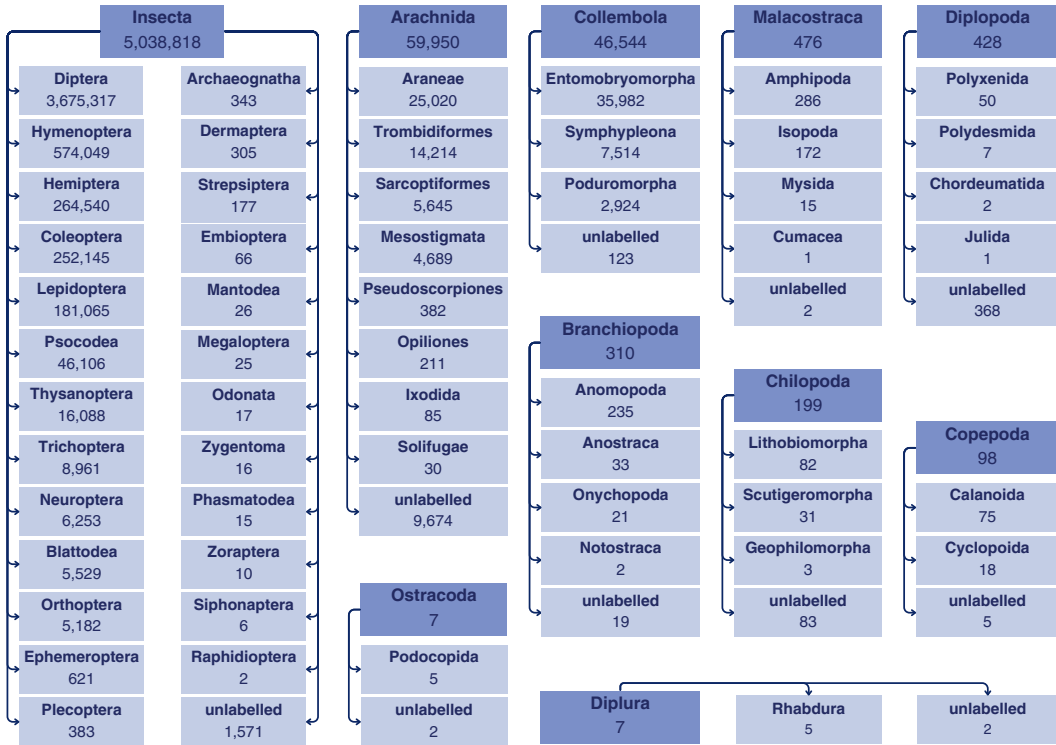 Insecta
5,038,818
Diptera
3,675,317
Hymenoptera
574,049
Hemiptera
264,540
Coleoptera
252,145
Lepidoptera
181,065
Psocodea
46,106
Thysanoptera
16,088
Trichoptera
8,961
Neuroptera
6,253
Blattodea
5,529
Orthoptera
5,182
Ephemeroptera
621
Plecoptera
383
Archaeognatha
343
Dermaptera
305
Strepsiptera
177
Embioptera
66
Mantodea
26
Megaloptera
25
Odonata
17
Zygentoma
16
Phasmatodea
15
Zoraptera
10
Siphonaptera
6
Raphidioptera
2
unlabelled
1,571
Arachnida
59,950
Araneae
25,020
Trombidiformes
14,214
Sarcoptiformes
5,645
Mesostigmata
4,689
Pseudoscorpiones
382
Opiliones
211
Ixodida
85
Solifugae
30
unlabelled
9,674
Ostracoda
7
Podocopida
5
unlabelled
2
Collembola
46,544
Entomobryomorpha
35,982
Symphypleona
7,514
Poduromorpha
2,924
unlabelled
123
Branchiopoda
310
Anomopoda
235
Anostraca
33
Onychopoda
21
Notostraca
2
unlabelled
19
Malacostraca
476
Amphipoda
286
Isopoda
172
Mysida
15
Cumacea
1
unlabelled
2
Chilopoda
199
Lithobiomorpha
82
Scutigeromorpha
31
Geophilomorpha
3
unlabelled
83
Diplopoda
428
Polyxenida
50
Polydesmida
7
Chordeumatida
2
Julida
1
unlabelled
368
Copepoda
98
Calanoida
75
Cyclopoida
18
unlabelled
5
Diplura
7
Rhabdura
5
unlabelled
2